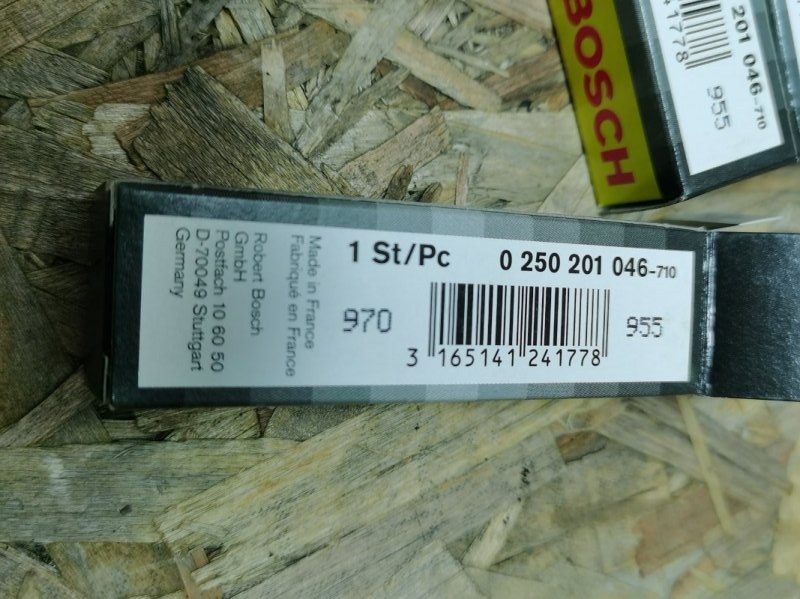 BOSCH
41778
201 046-710
955
1 St/Pc
0 250 201 046-710
970
955
3 165141 241778
Made in France
Fabriqué en France
Robert Bosch
GmbH
Postfach 10 60 50
D-70049 Stuttgart
Germany